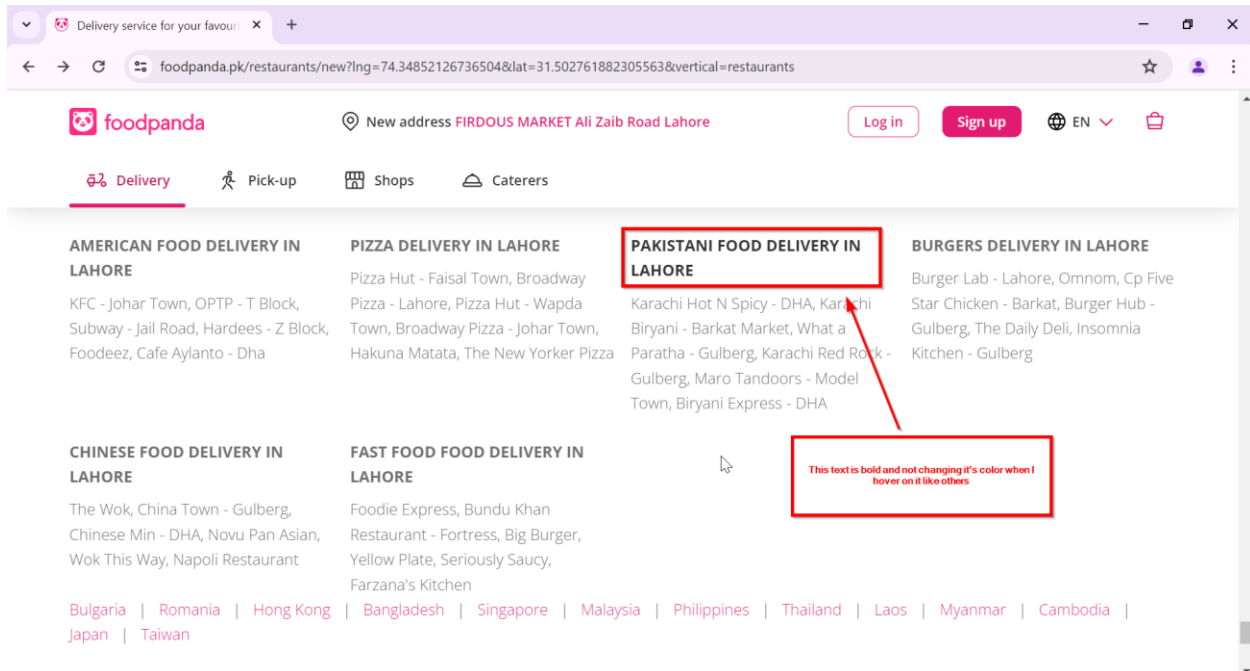 Delivery service for your favouri
foodpanda.pk/restaurants/new?lng=74.34852126736504&lat=31.502761882305563&vertical=restaurants
foodpanda
New address FIRDOUS MARKET Ali Zaib Road Lahore
Log in
Sign up
EN
Delivery
Pick-up
Shops
Caterers
AMERICAN FOOD DELIVERY IN
LAHORE
KFC - Johar Town, OPTP - T Block,
Subway - Jail Road, Hardees - Z Block,
Foodeez, Cafe Aylanto - Dha
PIZZA DELIVERY IN LAHORE
Pizza Hut - Faisal Town, Broadway
Pizza - Lahore, Pizza Hut - Wapda
Town, Broadway Pizza - Johar Town,
Hakuna Matata, The New Yorker Pizza
PAKISTANI FOOD DELIVERY IN
LAHORE
Karachi Hot N Spicy - DHA, Karachi
Biryani - Barkat Market, What a
Paratha - Gulberg, Karachi Red Rock -
Gulberg, Maro Tandoors - Model
Town, Biryani Express - DHA
BURGERS DELIVERY IN LAHORE
Burger Lab - Lahore, Omnom, Cp Five
Star Chicken - Barkat, Burger Hub -
Gulberg, The Daily Deli, Insomnia
Kitchen - Gulberg
CHINESE FOOD DELIVERY IN
LAHORE
The Wok, China Town - Gulberg,
Chinese Min - DHA, Novu Pan Asian,
Wok This Way, Napoli Restaurant
FAST FOOD FOOD DELIVERY IN
LAHORE
Foodie Express, Bundu Khan
Restaurant - Fortress, Big Burger,
Yellow Plate, Seriously Saucy,
Farzana's Kitchen
This text is bold and not changing it's color when I
hover on it like others
Bulgaria | Romania | Hong Kong | Bangladesh | Singapore | Malaysia | Philippines | Thailand | Laos | Myanmar | Cambodia |
Japan | Taiwan